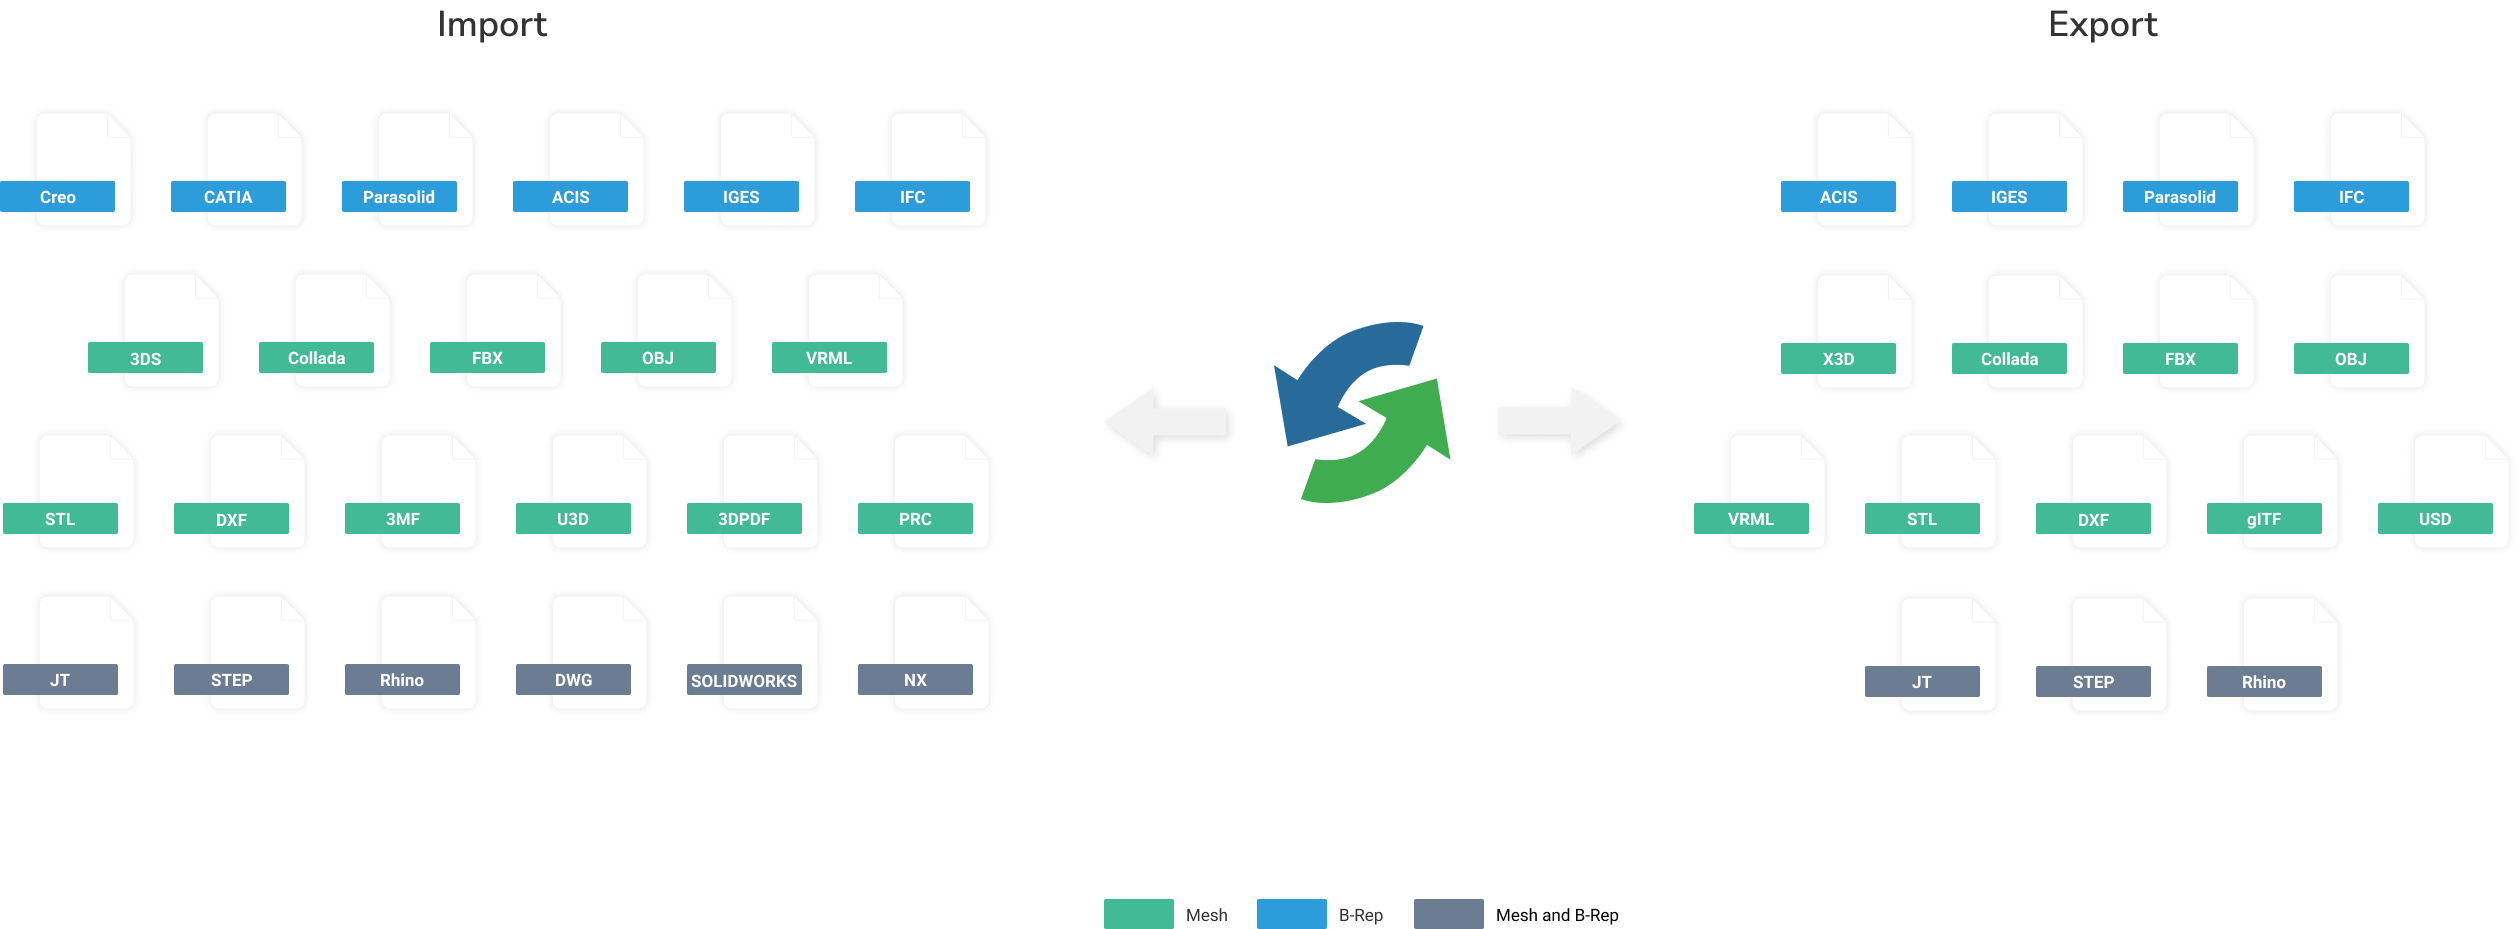 Import
Export
Creo
CATIA
Parasolid
ACIS
IGES
IFC
ACIS
IGES
Parasolid
IFC
3DS
Collada
FBX
OBJ
VRML
X3D
Collada
FBX
OBJ
STL
DXF
3MF
U3D
3DPDF
PRC
VRML
STL
DXF
glTF
USD
JT
STEP
Rhino
DWG
SOLIDWORKS
NX
JT
STEP
Rhino
Mesh
B-Rep
Mesh and B-Rep